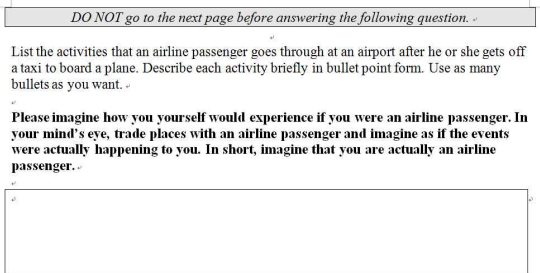 DO NOT go to the next page before answering the following question.
List the activities that an airline passenger goes through at an airport after he or she gets off
a taxi to board a plane. Describe each activity briefly in bullet point form. Use as many
bullets as you want.
Please imagine how you yourself would experience if you were an airline passenger. In
your mind's eye, trade places with an airline passenger and imagine as if the events
were actually happening to you. In short, imagine that you are actually an airline
passenger.